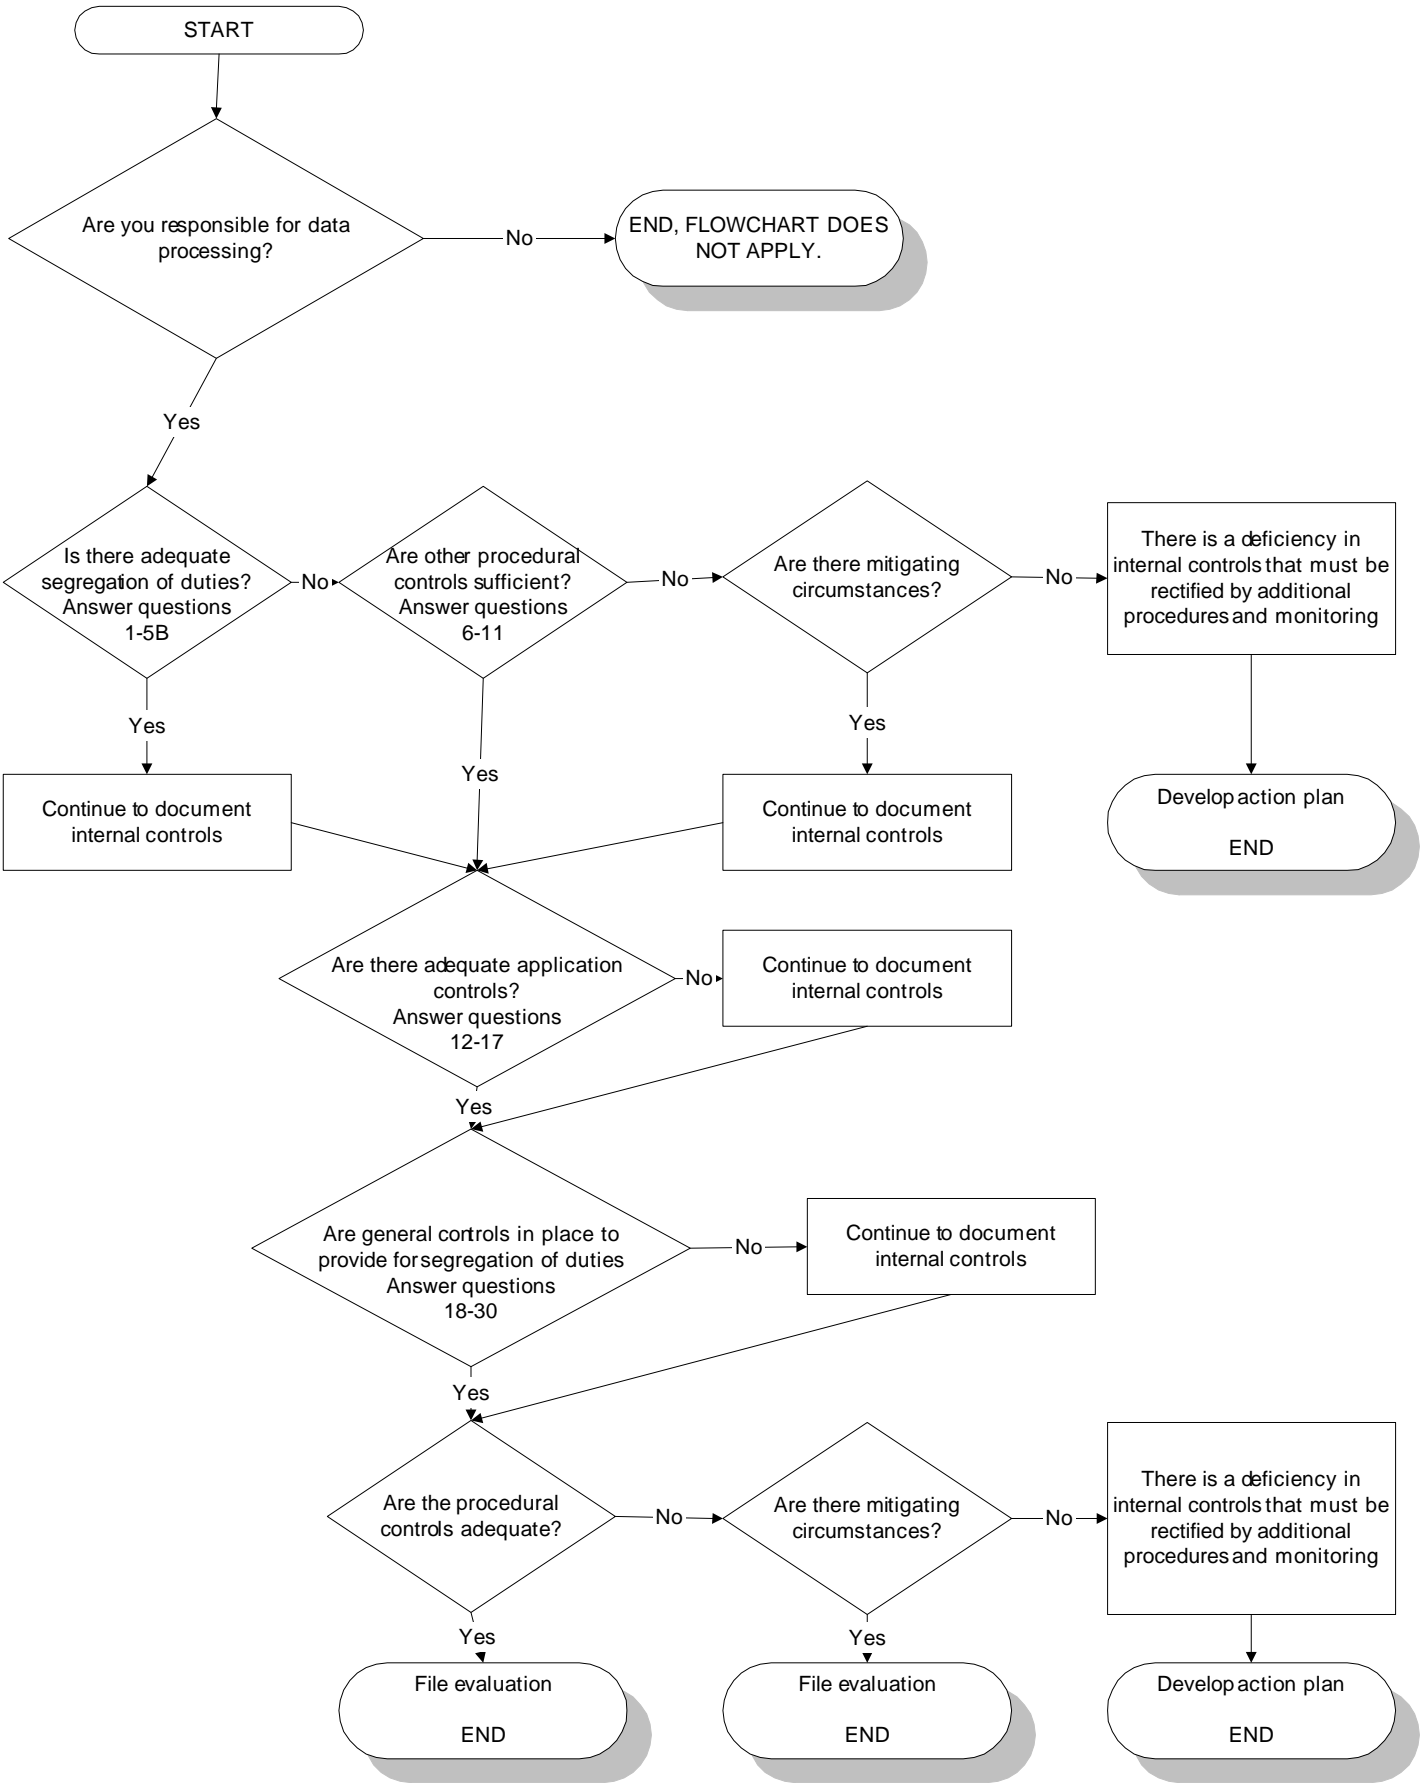 START
Are you responsible for data
processing?
No
END, FLOWCHART DOES
NOT APPLY.
Yes
Is there adequate
segregation of duties?
Answer questions
1-5B
No
Are other procedural
controls sufficient?
Answer questions
6-11
No
Are there mitigating
circumstances?
No
There is a deficiency in
internal controls that must be
rectified by additional
procedures and monitoring
Yes
Yes
Yes
Continue to document
internal controls
Continue to document
internal controls
Develop action plan
END
Are there adequate application
controls?
Answer questions
12-17
No
Continue to document
internal controls
Yes
Are general controls in place to
provide for segregation of duties
Answer questions
18-30
No
Continue to document
internal controls
Yes
Are the procedural
controls adequate?
No
Are there mitigating
circumstances?
No
There is a deficiency in
internal controls that must be
rectified by additional
procedures and monitoring
Yes
Yes
File evaluation
END
File evaluation
END
Develop action plan
END